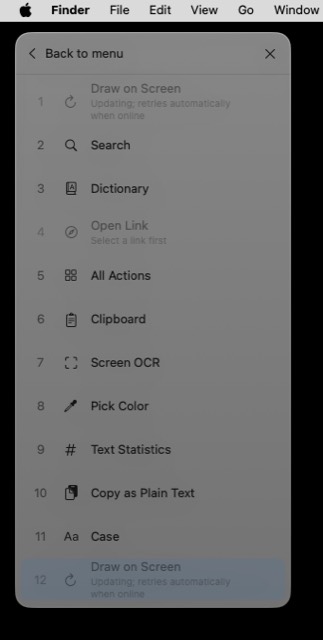 Finder File Edit View Go Window
Back to menu
1 Draw on Screen
Updating; retries automatically
when online
2 Search
3 Dictionary
4 Open Link
Select a link first
5 All Actions
6 Clipboard
7 Screen OCR
8 Pick Color
9 # Text Statistics
10 Copy as Plain Text
11 Aa Case
12 Draw on Screen
Updating; retries automatically
when online